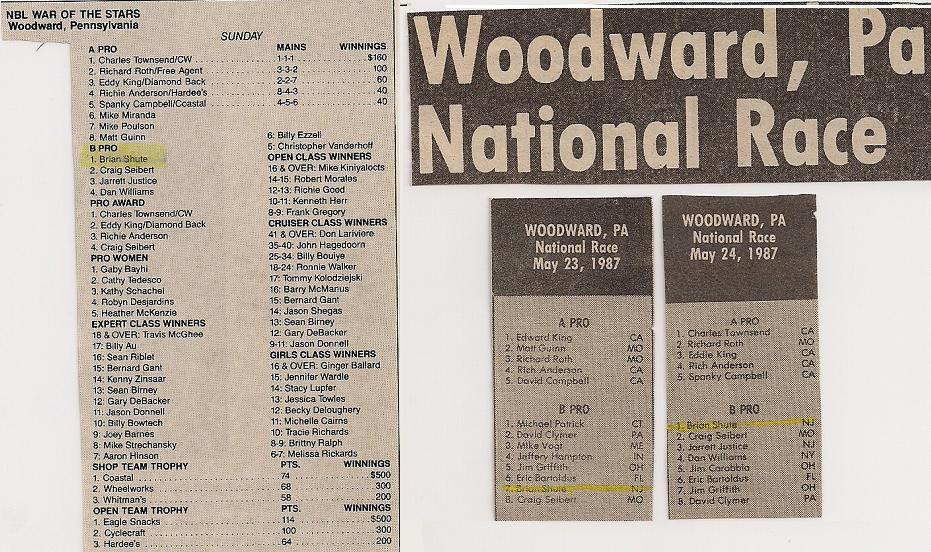 NBL WAR OF THE STARS
Woodward, Pennsylvania
SUNDAY
A PRO MAINS WINNINGS
1. Charles Townsend/CW 1-1-1 $160
2. Richard Roth/Free Agent 3-3-2 100
3. Eddy King/Diamond Back 2-2-7 60
4. Richie Anderson/Hardee's 8-4-3 40
5. Spanky Campbell/Coastal 4-5-6 40
6. Mike Miranda
7. Mike Poulson
8. Matt Guinn
B PRO
1. Brian Shute
2. Craig Seibert
3. Jarrett Justice
4. Dan Williams
PRO AWARD
1. Charles Townsend/CW
2. Eddy King/Diamond Back
3. Richie Anderson
4. Craig Seibert
PRO WOMEN
1. Gaby Bayhi
2. Cathy Tedesco
3. Kathy Schachel
4. Robyn Desjardins
5. Heather McKenzie
EXPERT CLASS WINNERS
18 & OVER: Travis McGhee
17: Billy Au
16: Sean Riblet
15: Bernard Gant
14: Kenny Zinsaar
13: Sean Birney
12: Gary DeBacker
11: Jason Donnell
10: Billy Bowtech
9: Joey Barnes
8: Mike Strechansky
7: Aaron Hinson
6: Billy Ezzell
5: Christopher Vanderhoff
OPEN CLASS WINNERS
16 & OVER: Mike Kiniyalocts
14-15: Robert Morales
12-13: Richie Good
10-11: Kenneth Herr
8-9: Frank Gregory
CRUISER CLASS WINNERS
41 & OVER: Don Lariviere
35-40: John Hagedoorn
25-34: Billy Bouiye
18-24: Ronnie Walker
17: Tommy Kolodziejski
16: Barry McManus
15: Bernard Gant
14: Jason Shegas
13: Sean Birney
12: Gary DeBacker
9-11: Jason Donnell
GIRLS CLASS WINNERS
16 & OVER: Ginger Ballard
15: Jennifer Wardle
14: Stacy Lupfer
13: Jessica Towles
12: Becky Deloughery
11: Michelle Cairns
10: Tracie Richards
8-9: Brittny Ralph
6-7: Melissa Rickards
SHOP TEAM TROPHY PTS. WINNINGS
1. Coastal 74 $500
2. Wheelworks 68 300
3. Whitman's 58 200
OPEN TEAM TROPHY PTS. WINNINGS
1. Eagle Snacks 114 $500
2. Cyclecraft 100 300
3. Hardee's 64 200
Woodward, Pa
National Race
WOODWARD, PA
National Race
May 23, 1987
A PRO
1. Edward King CA
2. Matt Guinn MO
3. Richard Roth MO
4. Rich Anderson CA
5. David Campbell CA
B PRO
1. Michael Patrick CT
2. David Clymer PA
3. Mike Vogt ME
4. Jeffery Hampton IN
5. Jim Griffith OH
6. Eric Bartoldus FL
7. Brian Shute NJ
8. Craig Seibert MO
WOODWARD, PA
National Race
May 24, 1987
A PRO
1. Charles Townsend CA
2. Richard Roth MO
3. Eddie King CA
4. Rich Anderson CA
5. Spanky Campbell CA
B PRO
1. Brian Shute NJ
2. Craig Seibert MO
3. Jarrett Justice NJ
4. Dan Williams NY
5. Jim Carabbia OH
6. Eric Bartoldus FL
7. Jim Griffith OH
8. David Clymer PA